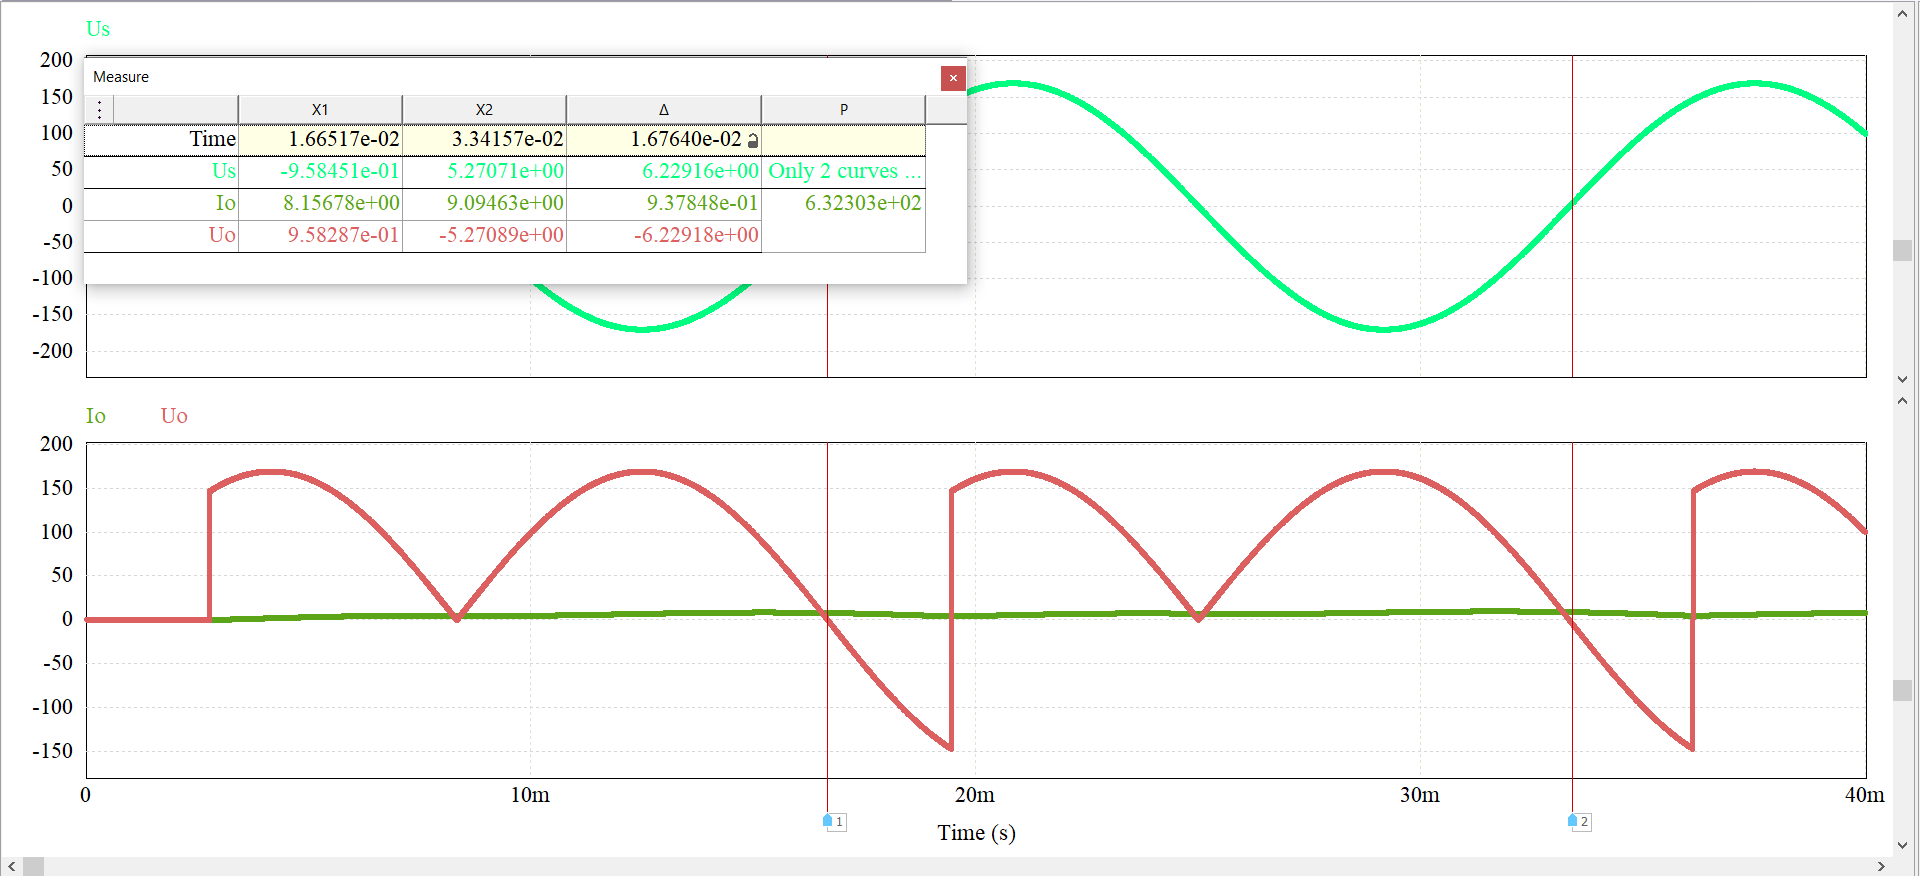 Us
200
150
100
50
0
-50
-100
-150
-200
Measure
X1 X2 Δ P
Time 1.66517e-02 3.34157e-02 1.67640e-02
Us -9.58451e-01 5.27071e+00 6.22916e+00 Only 2 curves ...
Io 8.15678e+00 9.09463e+00 9.37848e-01 6.32303e+02
Uo 9.58287e-01 -5.27089e+00 -6.22918e+00
Io Uo
200
150
100
50
0
-50
-100
-150
0 10m 20m 30m 40m
1 2
Time (s)